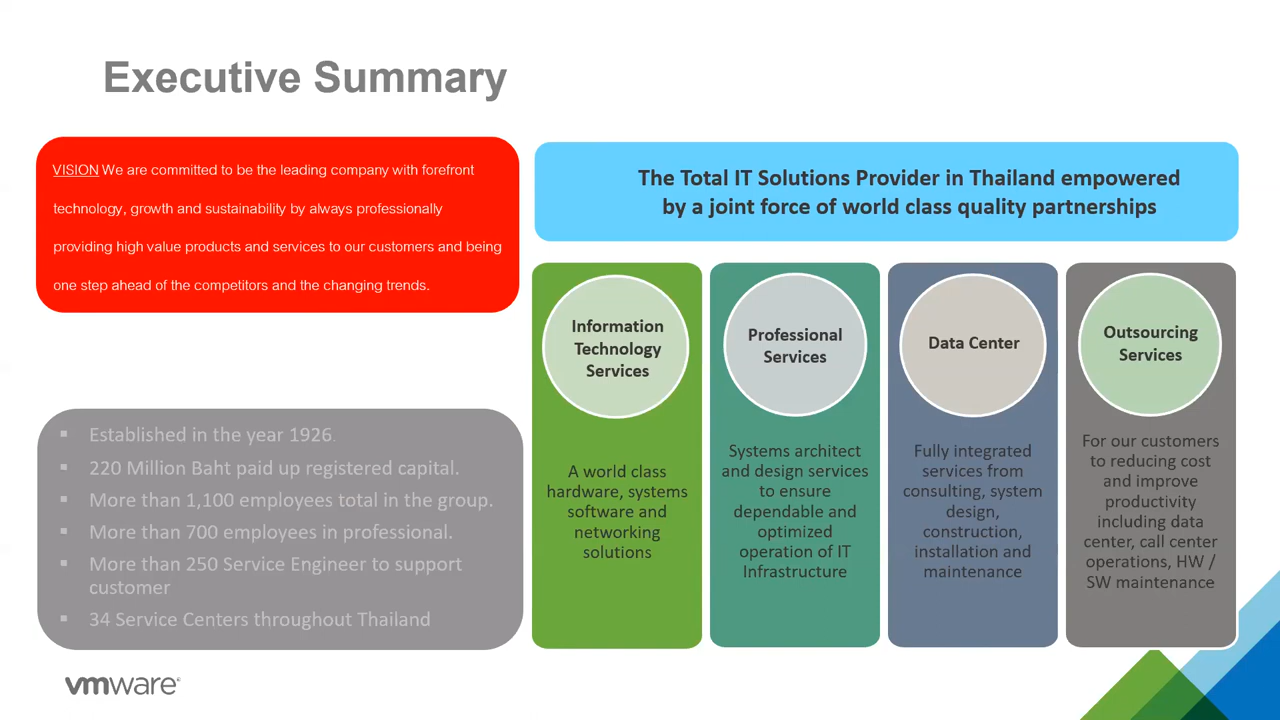 Executive Summary
VISION We are committed to be the leading company with forefront
technology, growth and sustainability by always professionally
providing high value products and services to our customers and being
one step ahead of the competitors and the changing trends.
▪ Established in the year 1926.
▪ 220 Million Baht paid up registered capital.
▪ More than 1,100 employees total in the group.
▪ More than 700 employees in professional.
▪ More than 250 Service Engineer to support
customer
▪ 34 Service Centers throughout Thailand
The Total IT Solutions Provider in Thailand empowered
by a joint force of world class quality partnerships
Information
Technology
Services
A world class
hardware, systems
software and
networking
solutions
Professional
Services
Systems architect
and design services
to ensure
dependable and
optimized
operation of IT
Infrastructure
Data Center
Fully integrated
services from
consulting, system
design,
construction,
installation and
maintenance
Outsourcing
Services
For our customers
to reducing cost
and improve
productivity
including data
center, call center
operations, HW /
SW maintenance
vmware